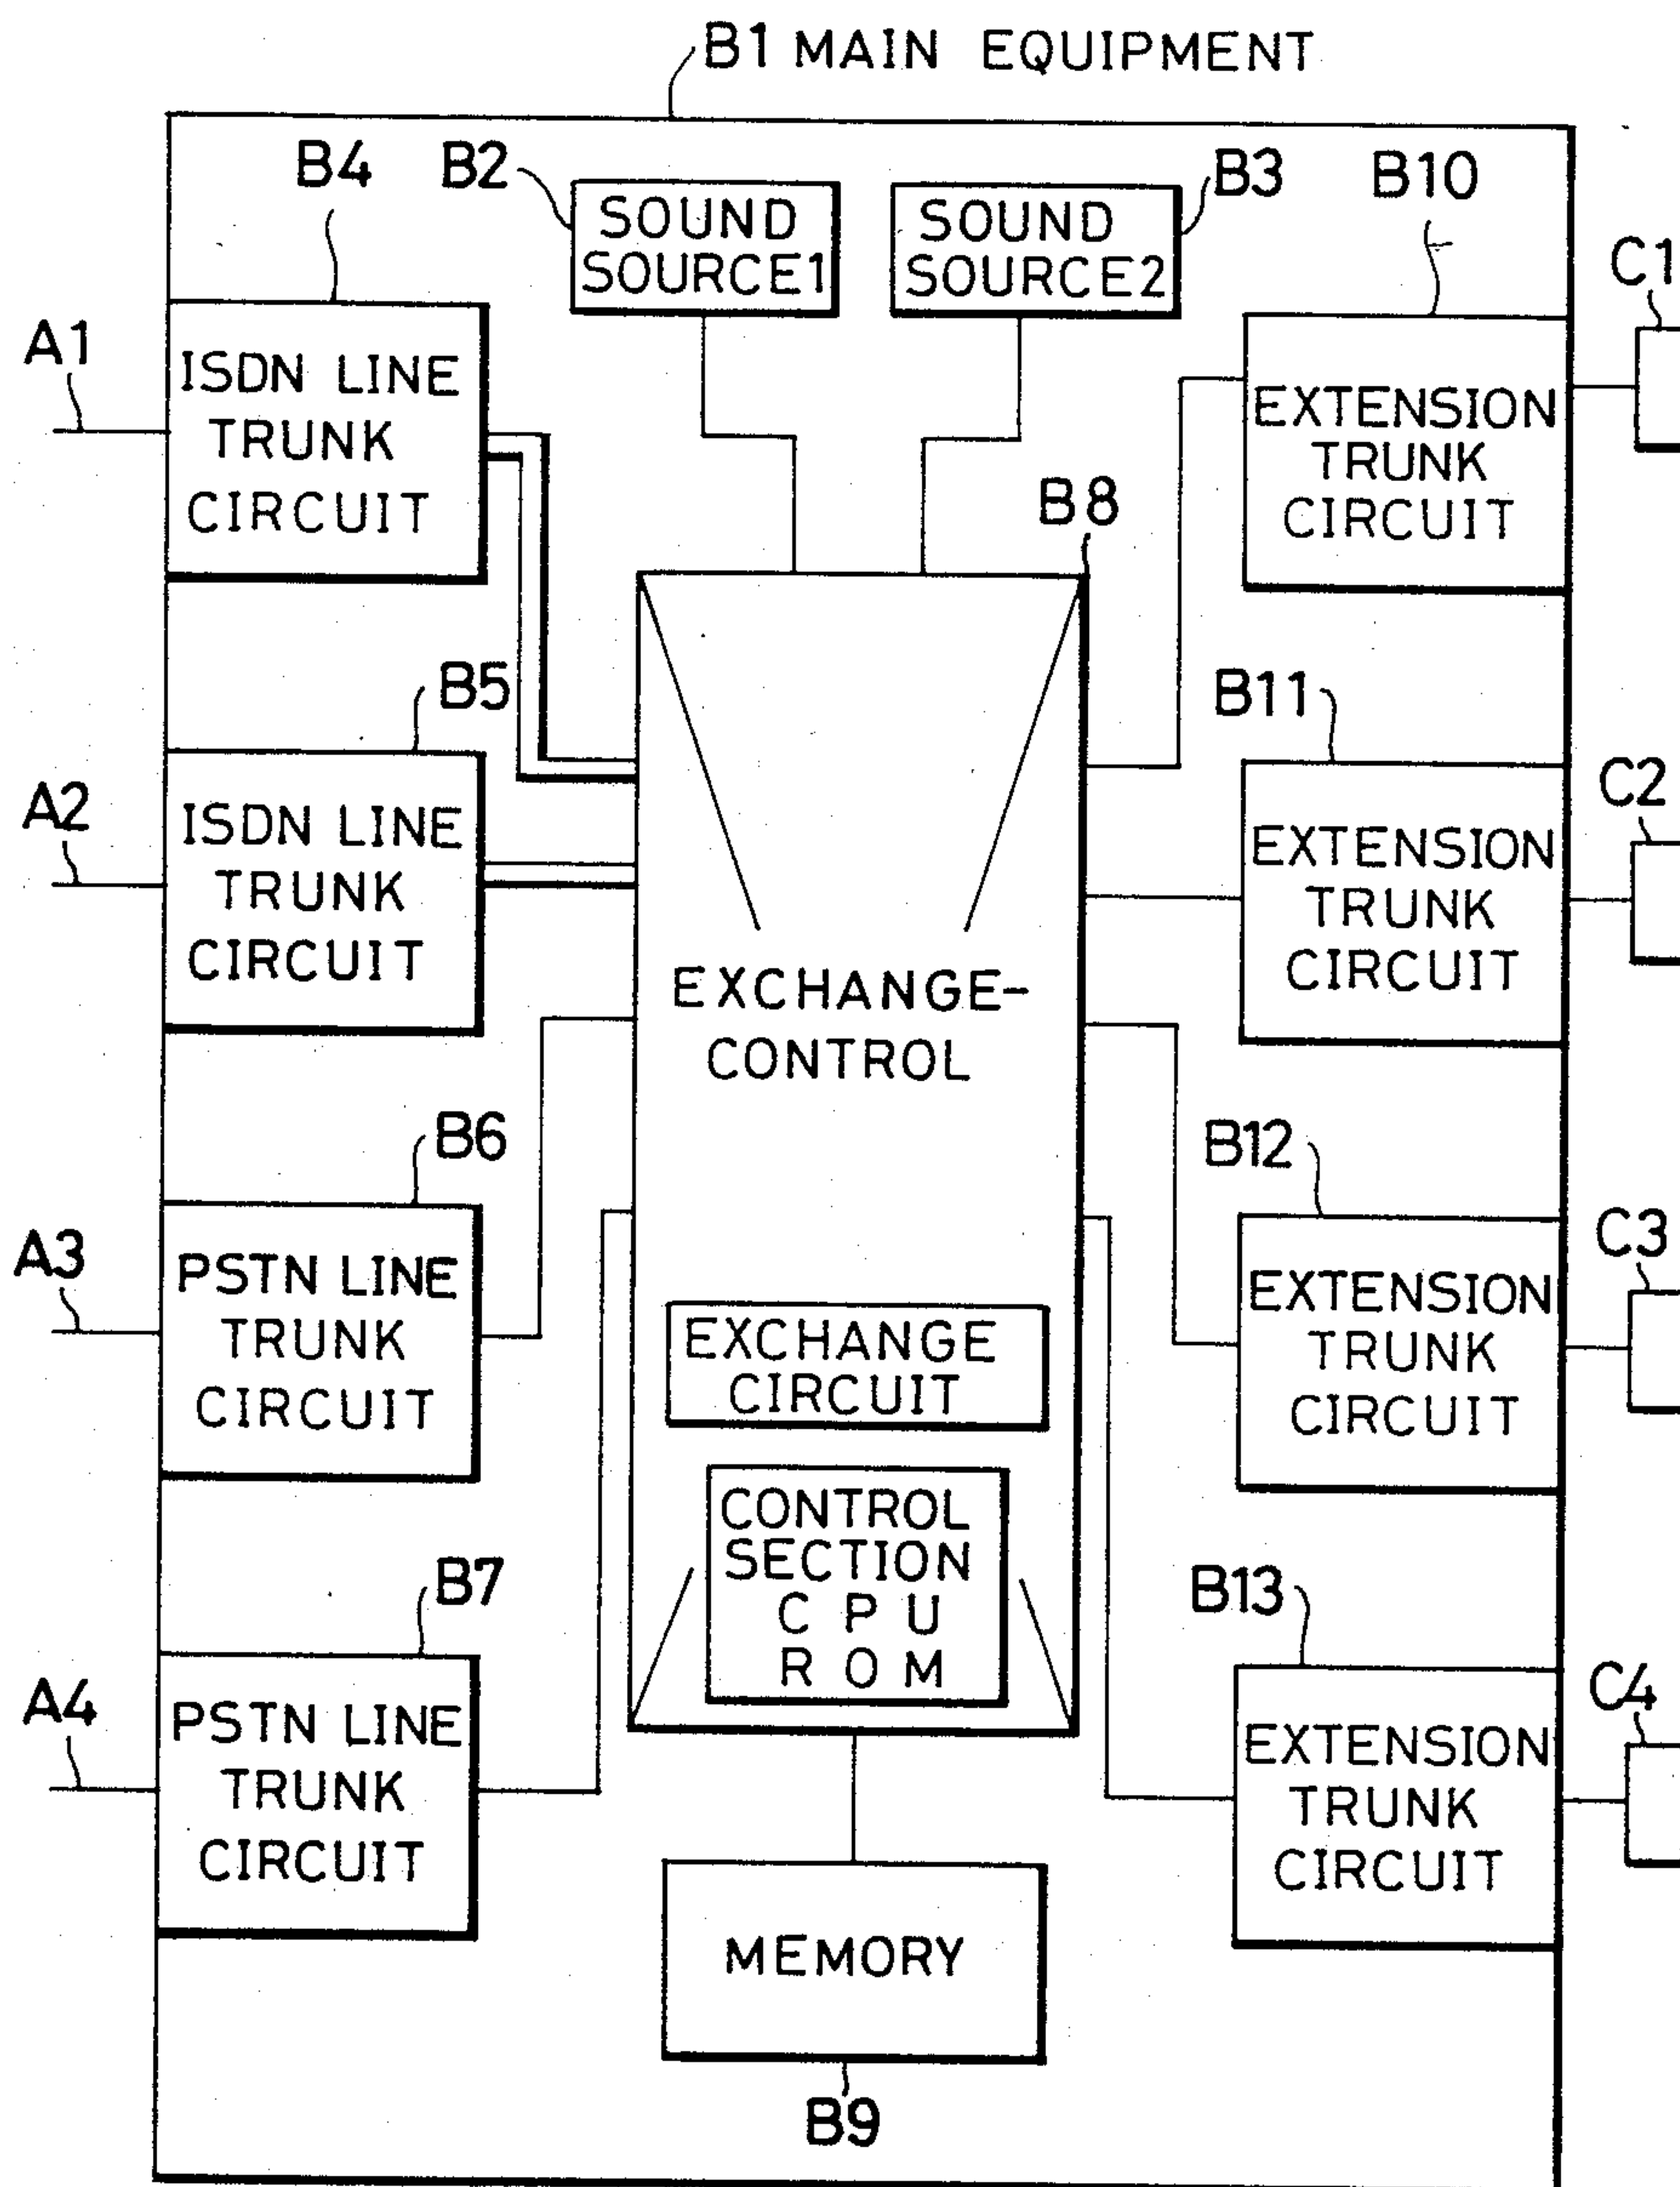 B1 MAIN EQUIPMENT
B4
B2
B3
B10
SOUND
SOURCE1
SOUND
SOURCE2
C1
A1
ISDN LINE
TRUNK
CIRCUIT
EXTENSION
TRUNK
CIRCUIT
B8
B5
B11
A2
ISDN LINE
TRUNK
CIRCUIT
C2
EXTENSION
TRUNK
CIRCUIT
EXCHANGE-
CONTROL
B6
B12
A3
PSTN LINE
TRUNK
CIRCUIT
C3
EXTENSION
TRUNK
CIRCUIT
EXCHANGE
CIRCUIT
CONTROL
SECTION
C P U
R O M
B7
B13
A4
PSTN LINE
TRUNK
CIRCUIT
C4
EXTENSION
TRUNK
CIRCUIT
MEMORY
B9